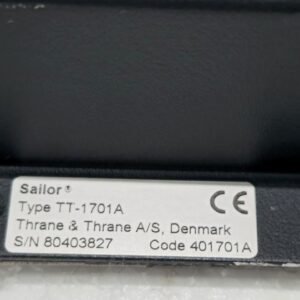 Sailor®
Type TT-1701A
Thrane & Thrane A/S, Denmark
S/N 80403827 Code 401701A
CE